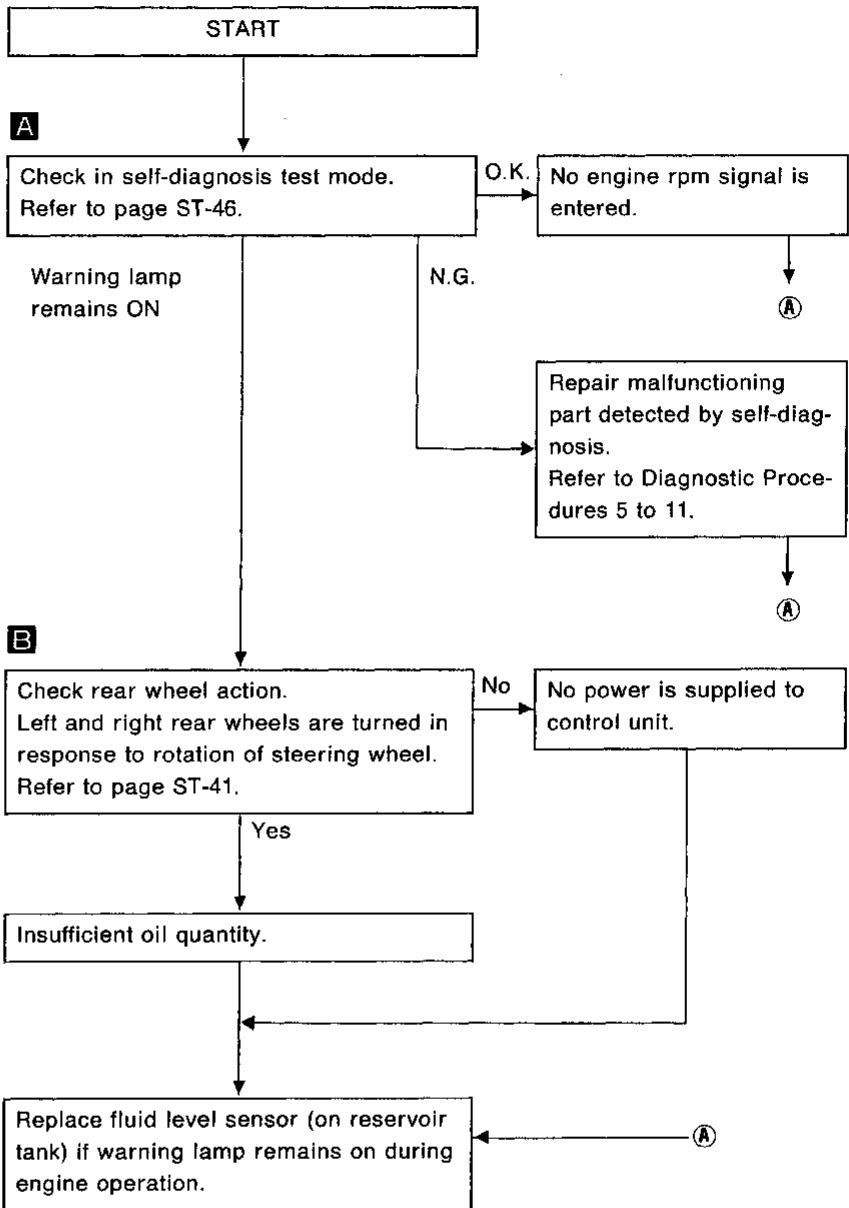 START
A
Check in self-diagnosis test mode.
Refer to page ST-46.
O.K.
No engine rpm signal is
entered.
Warning lamp
remains ON
N.G.
Ⓐ
Repair malfunctioning
part detected by self-diag-
nosis.
Refer to Diagnostic Proce-
dures 5 to 11.
Ⓐ
B
Check rear wheel action.
Left and right rear wheels are turned in
response to rotation of steering wheel.
Refer to page ST-41.
No
No power is supplied to
control unit.
Yes
Insufficient oil quantity.
Replace fluid level sensor (on reservoir
tank) if warning lamp remains on during
engine operation.
Ⓐ